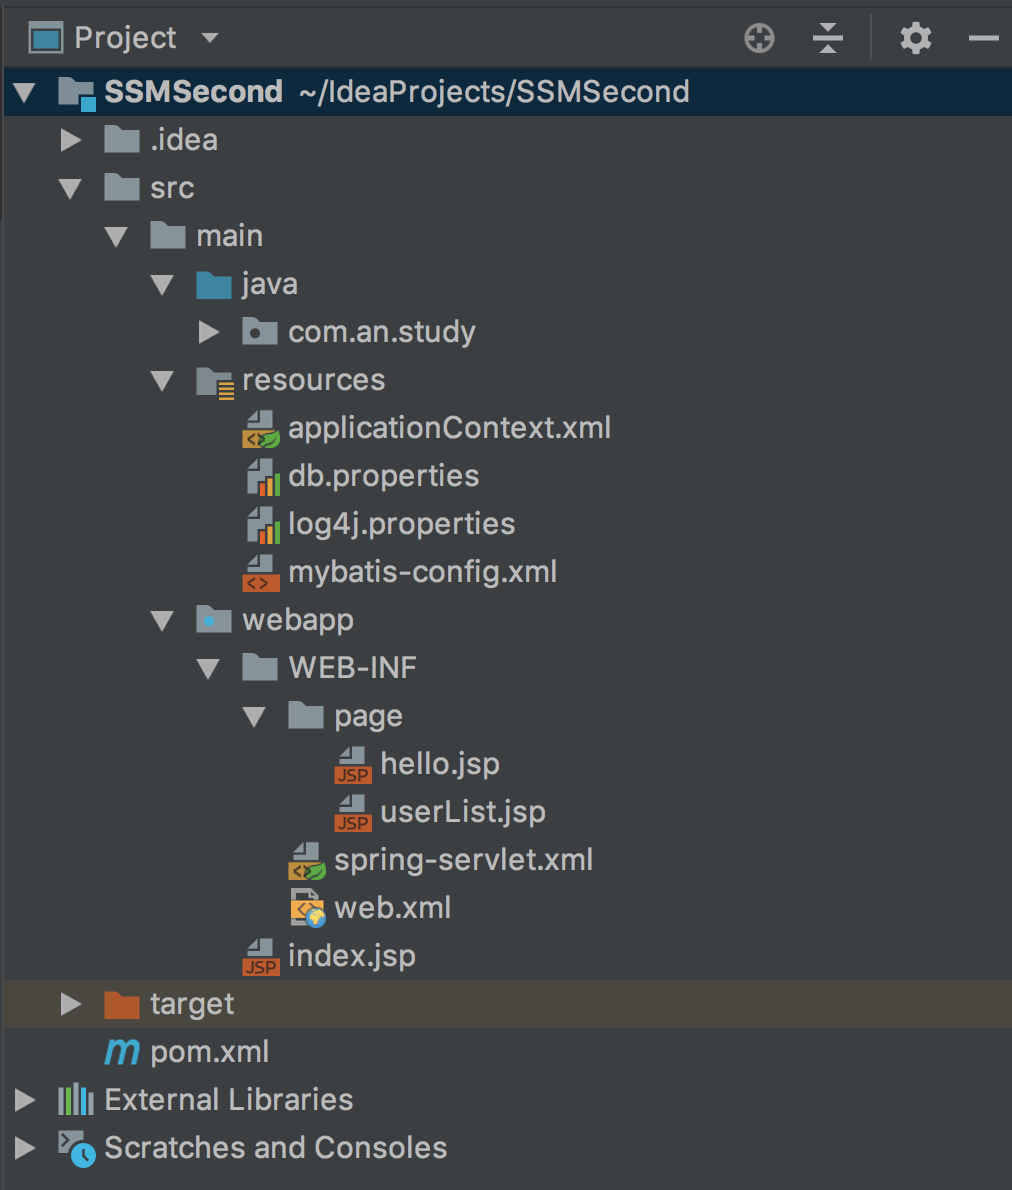 Project
SSMSecond ~/IdeaProjects/SSMSecond
.idea
src
main
java
com.an.study
resources
applicationContext.xml
db.properties
log4j.properties
mybatis-config.xml
webapp
WEB-INF
page
JSP hello.jsp
JSP userList.jsp
spring-servlet.xml
web.xml
JSP index.jsp
target
m pom.xml
External Libraries
Scratches and Consoles